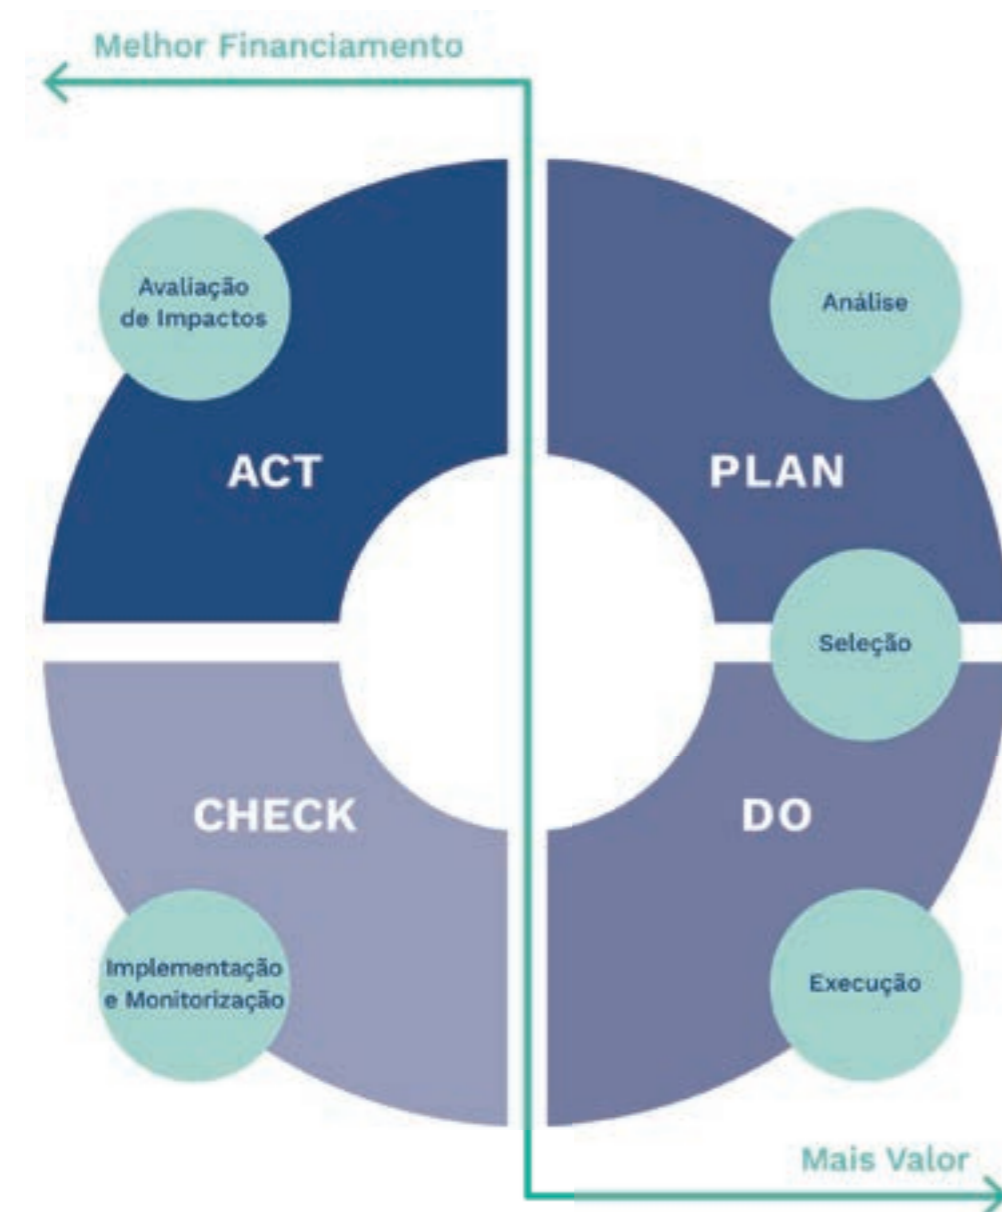 Melhor Financiamento
Avaliação
de Impactos
Análise
ACT
PLAN
Seleção
CHECK
DO
Implementação
e Monitorização
Execução
Mais Valor